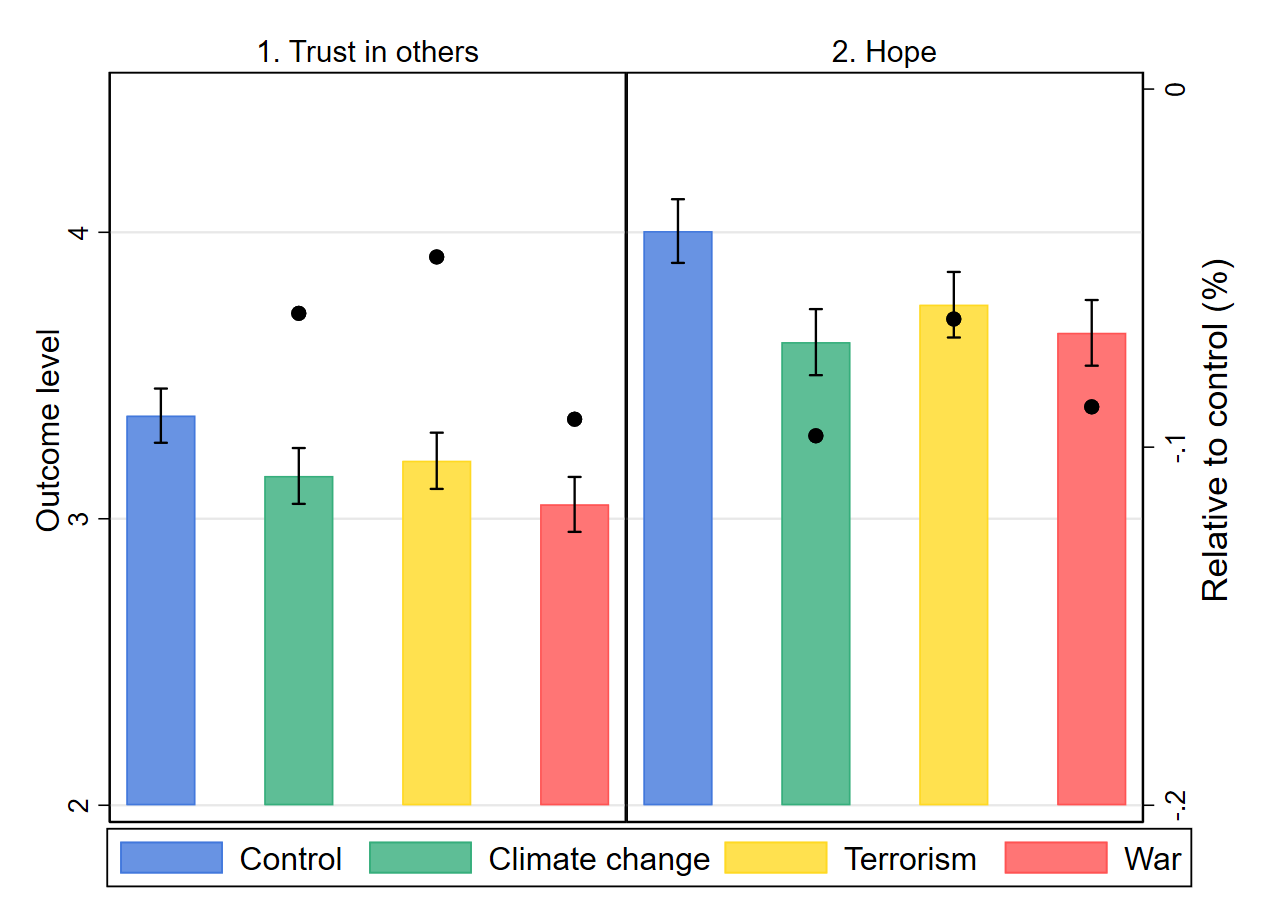 1. Trust in others
2. Hope
Outcome level
4
3
2
0
-.1
-.2
Relative to control (%)
Control
Climate change
Terrorism
War